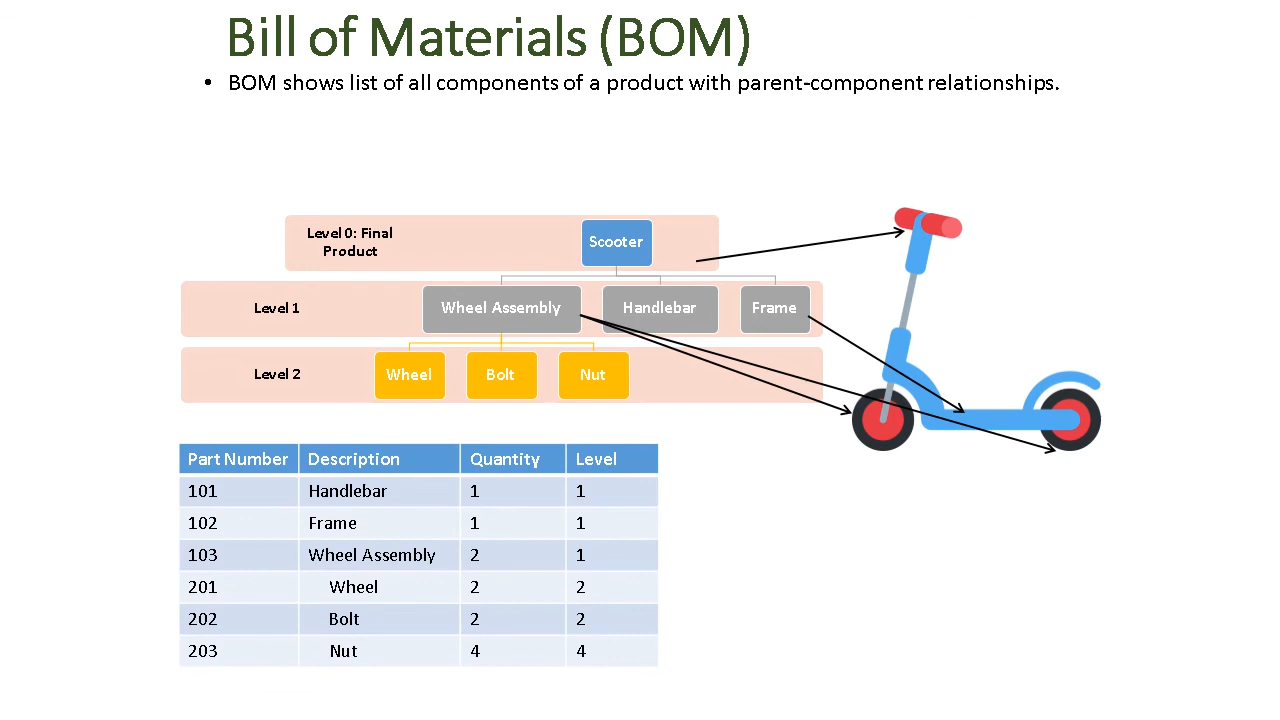 Bill of Materials (BOM)
• BOM shows list of all components of a product with parent-component relationships.
Level 0: Final
Product
Scooter
Level 1
Wheel Assembly
Handlebar
Frame
Level 2
Wheel
Bolt
Nut
Part Number Description Quantity Level
101 Handlebar 1 1
102 Frame 1 1
103 Wheel Assembly 2 1
201 Wheel 2 2
202 Bolt 2 2
203 Nut 4 4